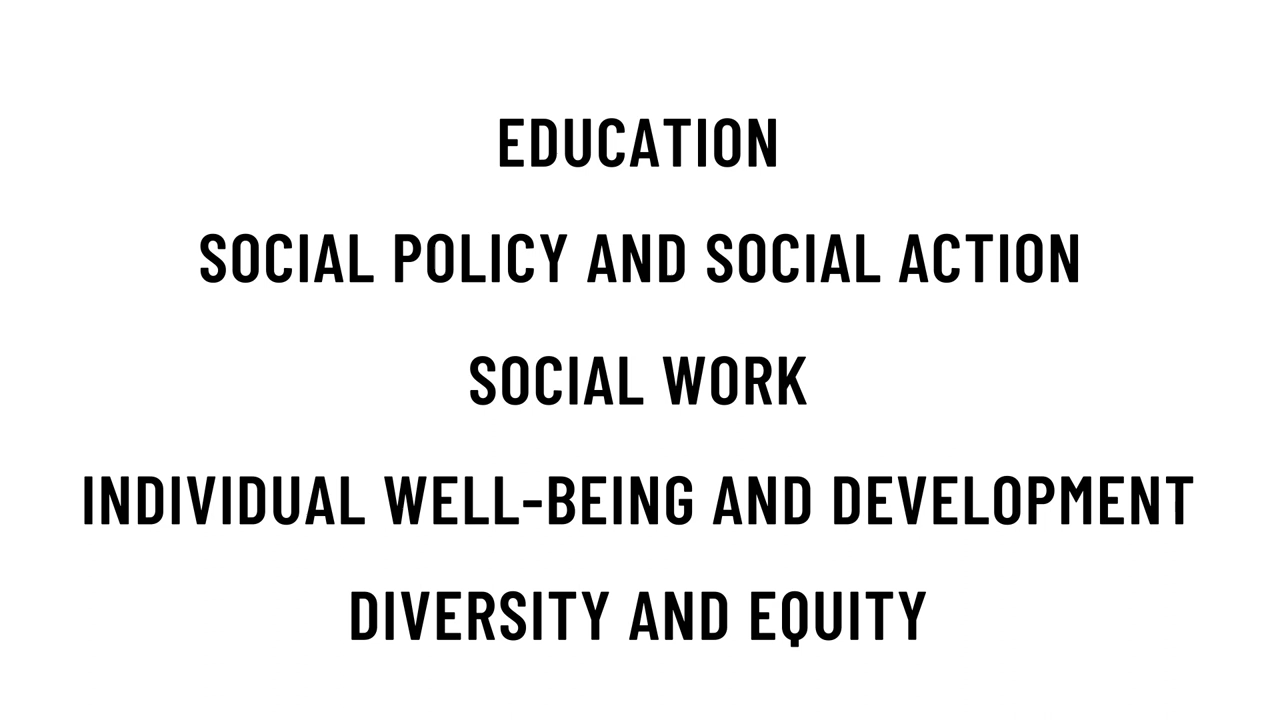 EDUCATION
SOCIAL POLICY AND SOCIAL ACTION
SOCIAL WORK
INDIVIDUAL WELL-BEING AND DEVELOPMENT
DIVERSITY AND EQUITY